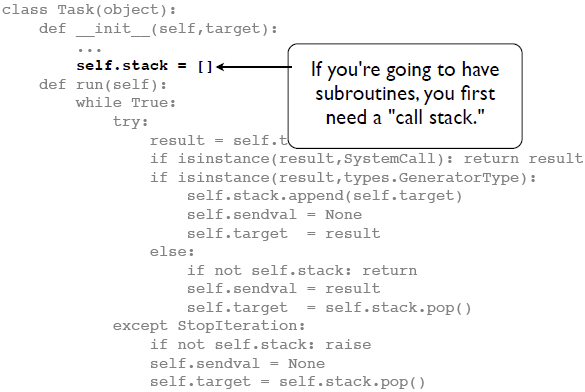 class Task(object):
    def __init__(self,target):
        ...
        self.stack = []
    def run(self):
        while True:
            try:
                result = self.t
                if isinstance(result,SystemCall): return result
                if isinstance(result,types.GeneratorType):
                    self.stack.append(self.target)
                    self.sendval = None
                    self.target  = result
                else:
                    if not self.stack: return
                    self.sendval = result
                    self.target  = self.stack.pop()
            except StopIteration:
                if not self.stack: raise
                self.sendval = None
                self.target = self.stack.pop()
If you're going to have
subroutines, you first
need a "call stack."